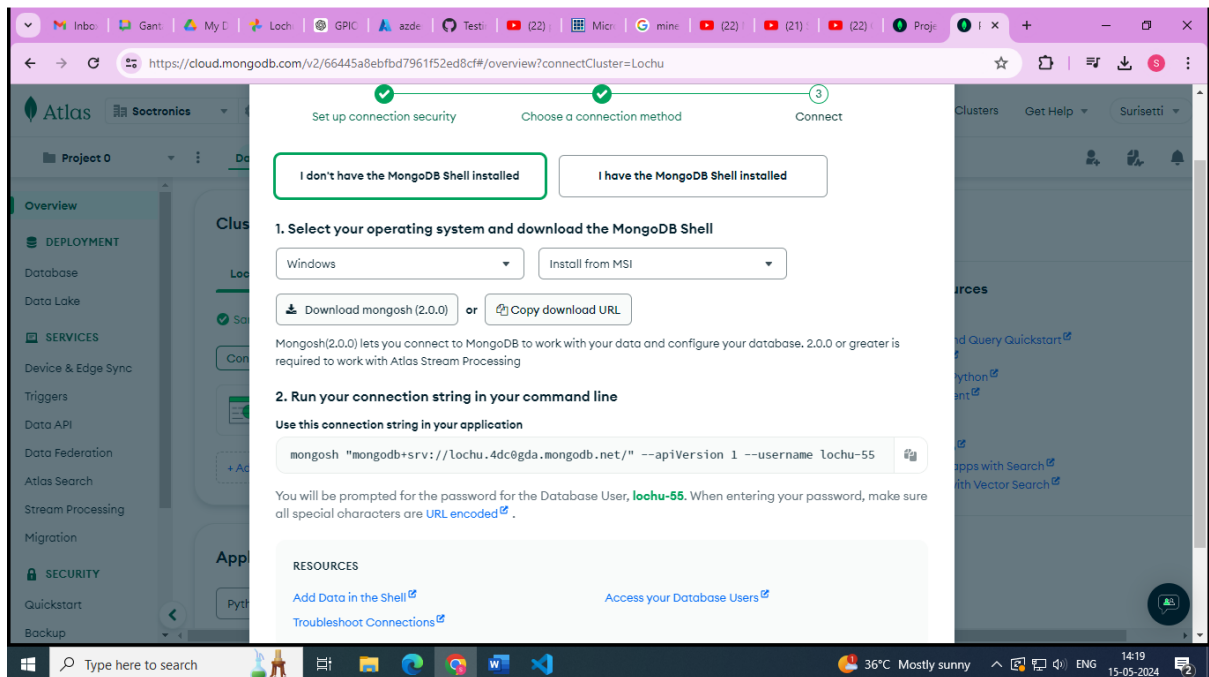 Inbo
Gant
My D
Loch
GPIC
azde
Testi
(22)
Micr
mine
(22)
(21)
(22)
Proje
https://cloud.mongodb.com/v2/66445a8ebfbd7961f52ed8cf#/overview?connectCluster=Lochu
S
Atlas
Soctronics
Clusters
Get Help
Surisetti
Set up connection security
Choose a connection method
3
Connect
Project 0
Da
I don't have the MongoDB Shell installed
I have the MongoDB Shell installed
Overview
DEPLOYMENT
Database
Data Lake
SERVICES
Device & Edge Sync
Triggers
Data API
Data Federation
Atlas Search
Stream Processing
Migration
SECURITY
Quickstart
Backup
Clus
Loc
Sa
Con
+ Ad
Appl
Pyth
1. Select your operating system and download the MongoDB Shell
Windows
Install from MSI
Download mongosh (2.0.0)
or
Copy download URL
Mongosh(2.0.0) lets you connect to MongoDB to work with your data and configure your database. 2.0.0 or greater is
required to work with Atlas Stream Processing
2. Run your connection string in your command line
Use this connection string in your application
mongosh "mongodb+srv://lochu.4dc0gda.mongodb.net/" --apiVersion 1 --username lochu-55
You will be prompted for the password for the Database User, lochu-55. When entering your password, make sure
all special characters are URL encoded .
RESOURCES
Add Data in the Shell
Access your Database Users
Troubleshoot Connections
urces
nd Query Quickstart
Python
ent
apps with Search
with Vector Search
Type here to search
36°C Mostly sunny
ENG
14:19
15-05-2024
2